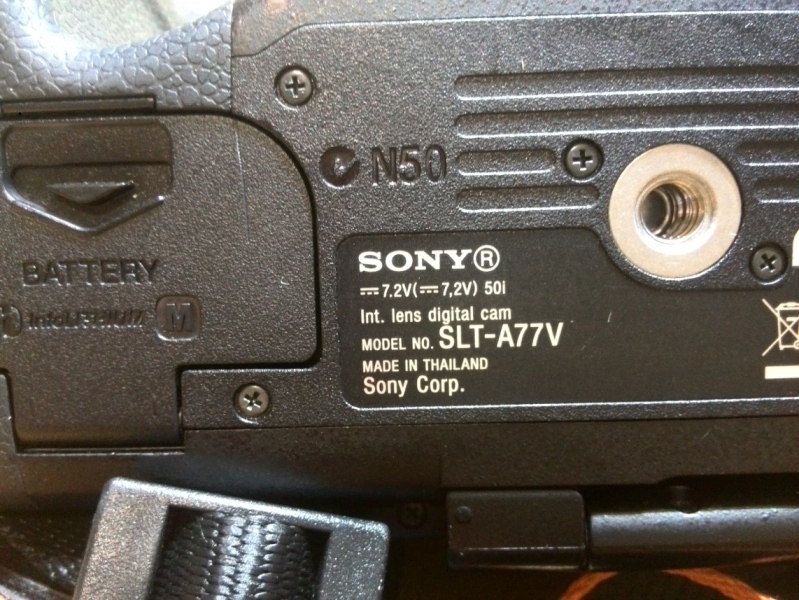 N50
BATTERY
InfoLITHIUM
M
SONY®
⎓ 7.2V(⎓ 7,2V) 50i
Int. lens digital cam
MODEL NO. SLT-A77V
MADE IN THAILAND
Sony Corp.